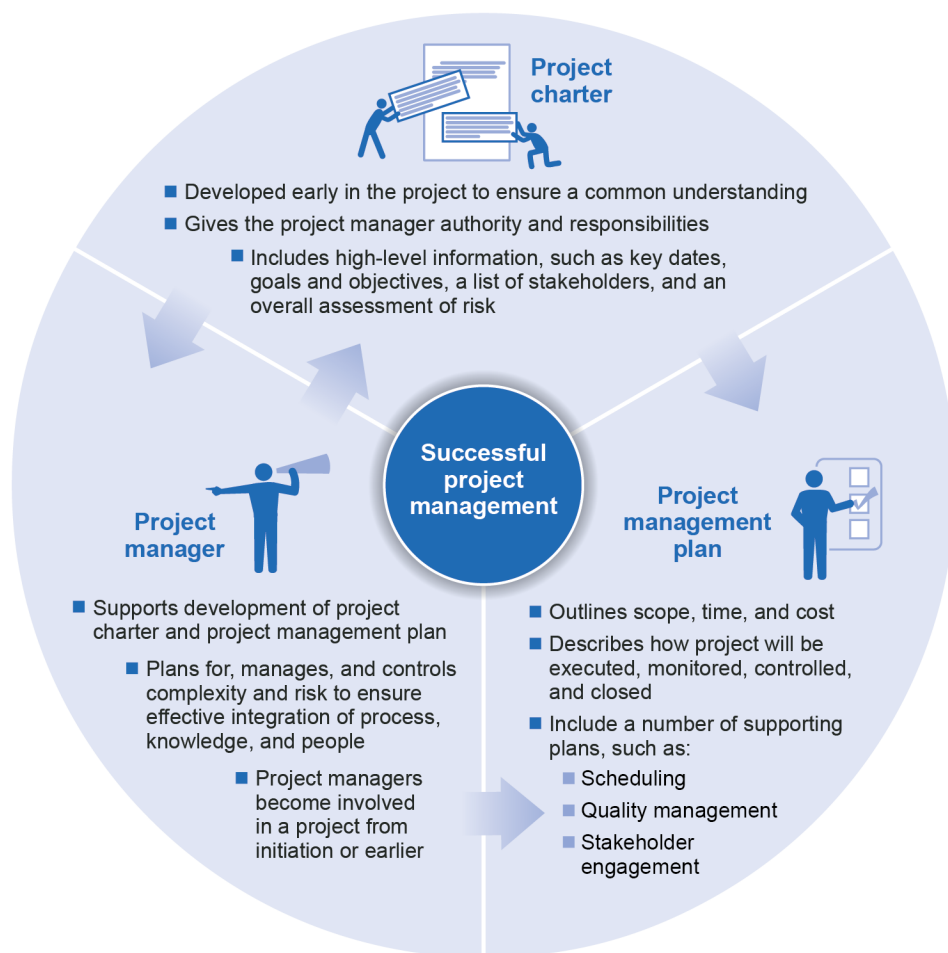 Project
charter
■ Developed early in the project to ensure a common understanding
■ Gives the project manager authority and responsibilities
■ Includes high-level information, such as key dates,
goals and objectives, a list of stakeholders, and an
overall assessment of risk
Successful
project
management
Project
manager
■ Supports development of project
charter and project management plan
■ Plans for, manages, and controls
complexity and risk to ensure
effective integration of process,
knowledge, and people
■ Project managers
become involved
in a project from
initiation or earlier
Project
management
plan
■ Outlines scope, time, and cost
■ Describes how project will be
executed, monitored, controlled,
and closed
■ Include a number of supporting
plans, such as:
■ Scheduling
■ Quality management
■ Stakeholder
engagement